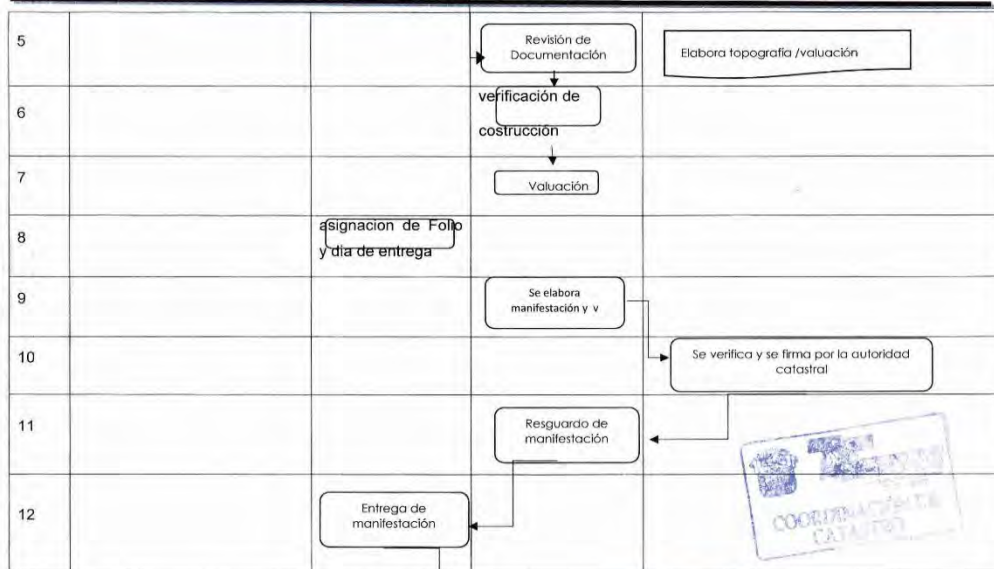 5
Revisión de
Documentación
Elabora topografía /valuación
6
verificación de
costrucción
7
Valuación
8
asignacion de Folio
y dia de entrega
9
Se elabora
manifestación y v
10
Se verifica y se firma por la autoridad
catastral
11
Resguardo de
manifestación
12
Entrega de
manifestación
COORDINACIÓN DE
CATASTRO